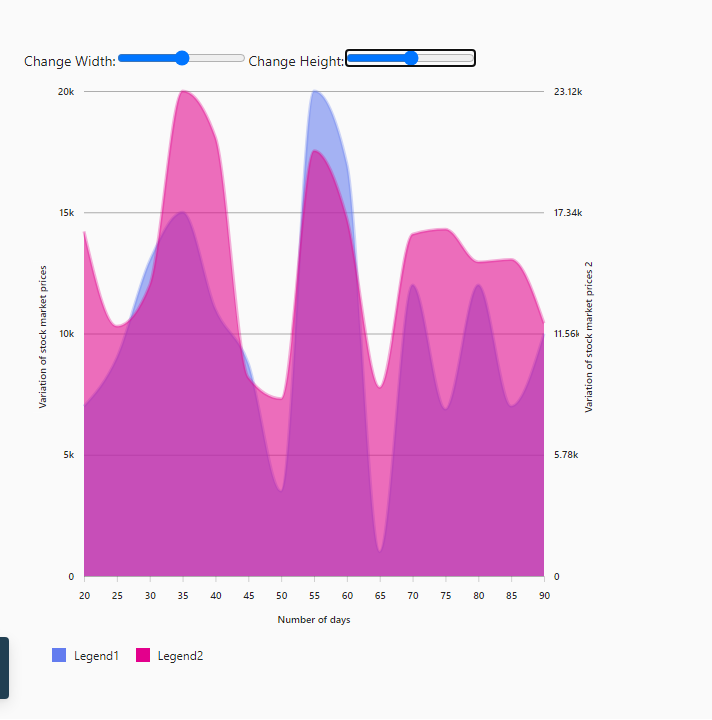 Change Width: Change Height:
20k 23.12k
15k 17.34k
Variation of stock market prices
Variation of stock market prices 2
10k 11.56k
5k 5.78k
0 0
20 25 30 35 40 45 50 55 60 65 70 75 80 85 90
Number of days
Legend1 Legend2